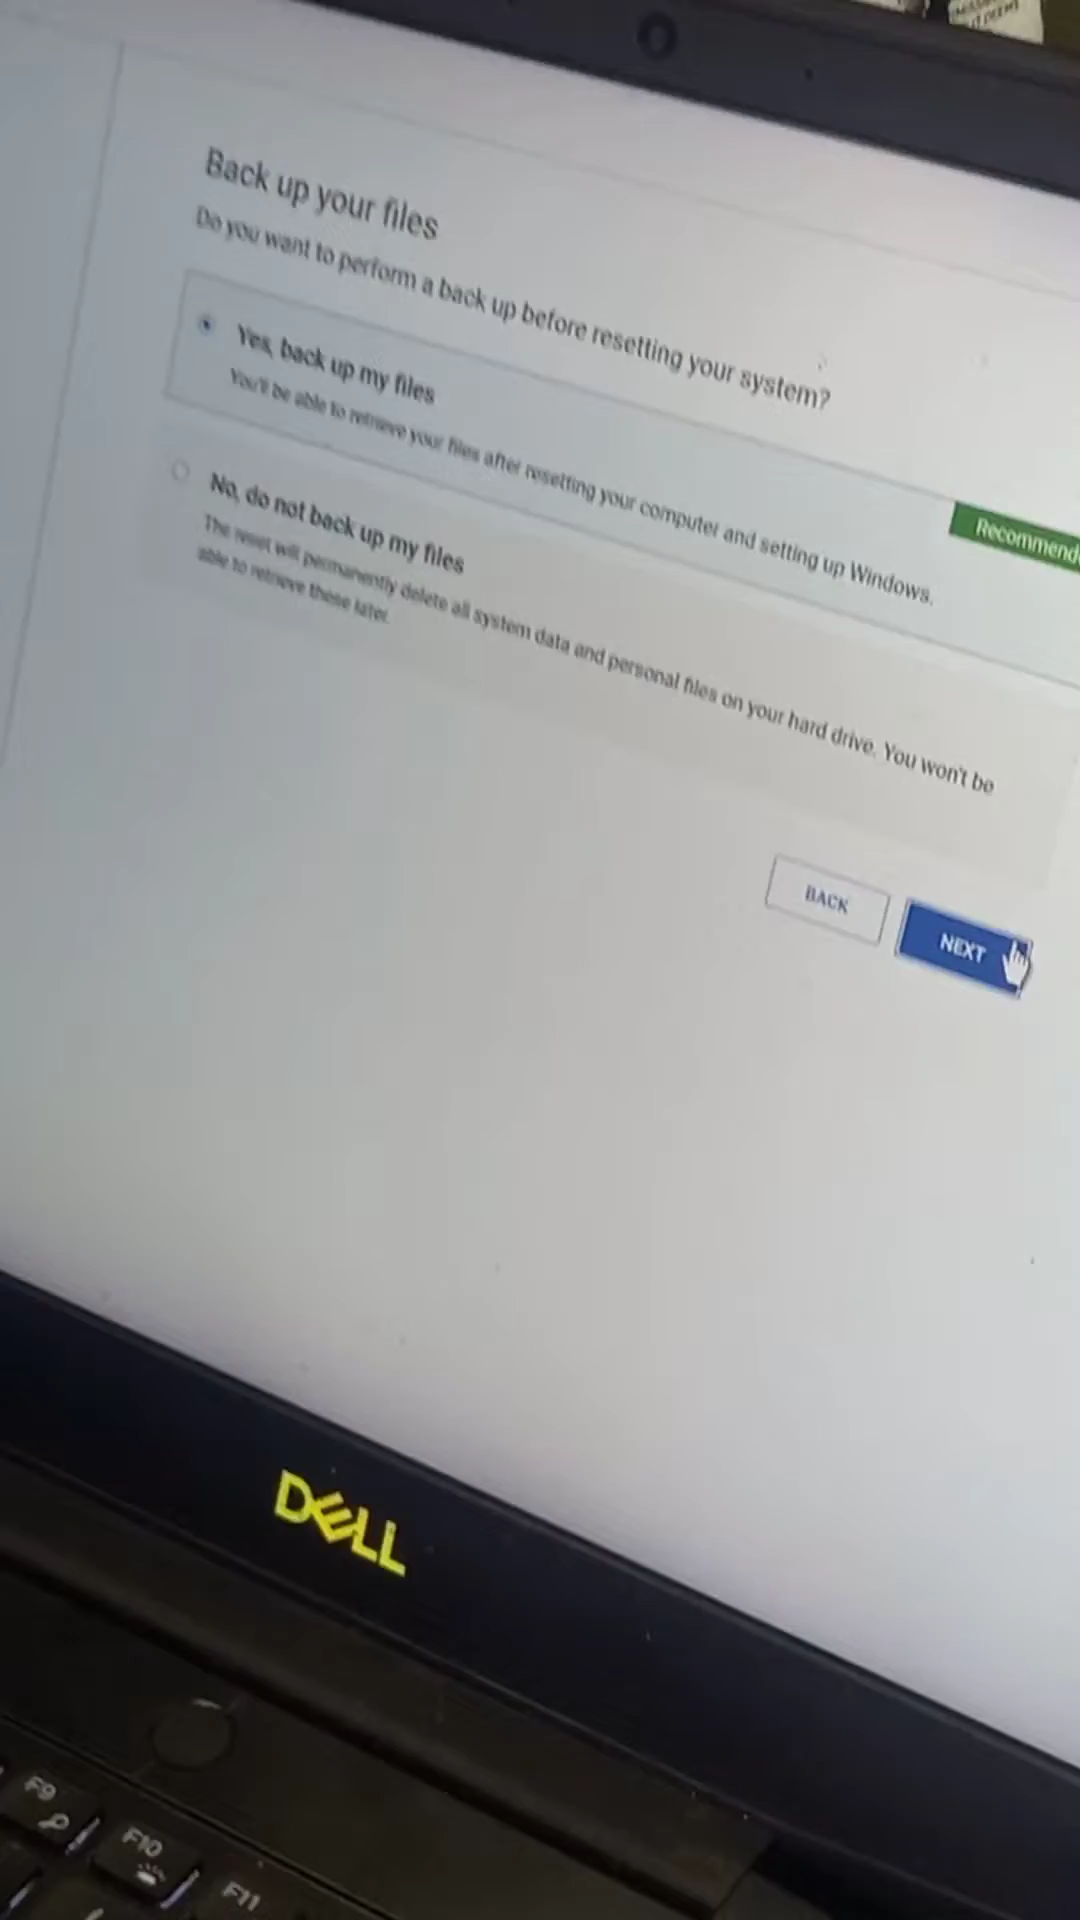 Back up your files
Do you want to perform a back up before resetting your system?
Yes, back up my files
You'll be able to retrieve your files after resetting your computer and setting up Windows.
Recommend
No, do not back up my files
The reset will permanently delete all system data and personal files on your hard drive. You won't be
able to retrieve these later.
BACK
NEXT
DELL
F9
F10
F11